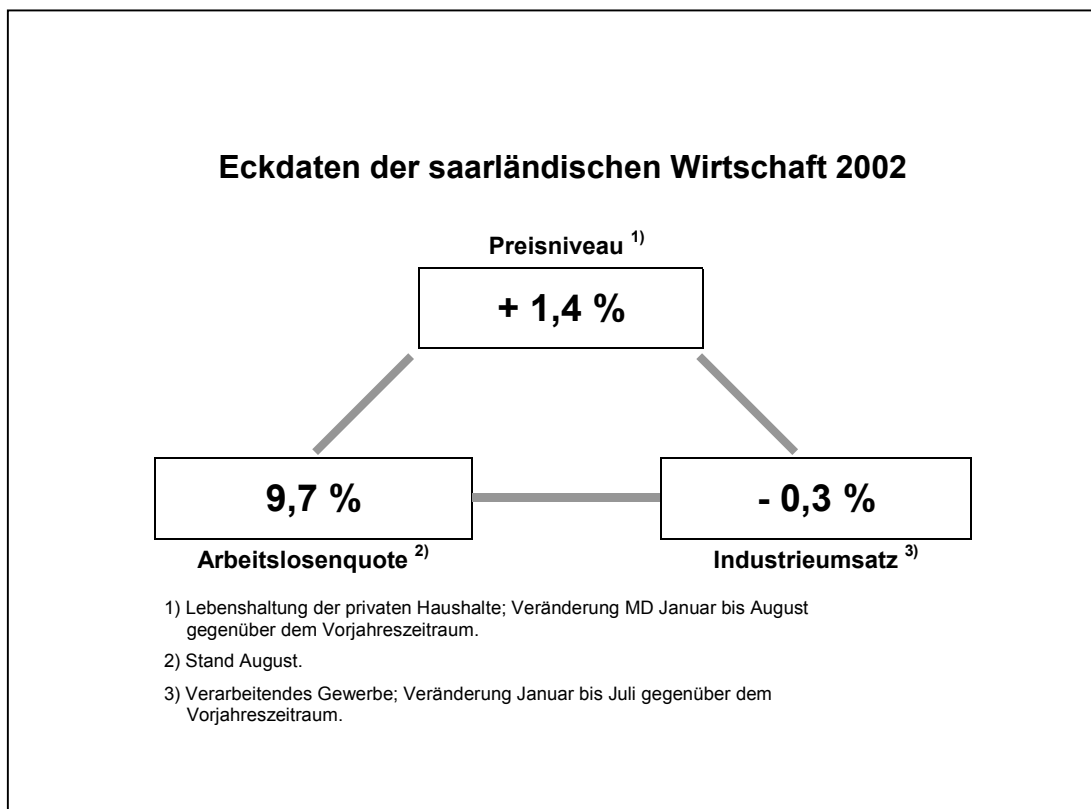 Eckdaten der saarländischen Wirtschaft 2002
Preisniveau 1)
+ 1,4 %
9,7 %
- 0,3 %
Arbeitslosenquote 2)
Industrieumsatz 3)
1) Lebenshaltung der privaten Haushalte; Veränderung MD Januar bis August
gegenüber dem Vorjahreszeitraum.
2) Stand August.
3) Verarbeitendes Gewerbe; Veränderung Januar bis Juli gegenüber dem
Vorjahreszeitraum.